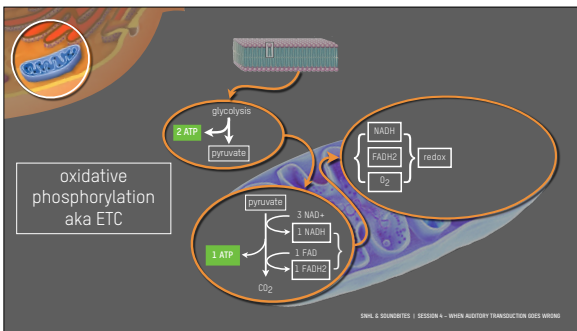 glycolysis
2 ATP
pyruvate
NADH
FADH2
O2
redox
oxidative
phosphorylation
aka ETC
pyruvate
3 NAD+
1 NADH
1 ATP
1 FAD
1 FADH2
CO2
SNHL & SOUNDBITES | SESSION 4 – WHEN AUDITORY TRANSDUCTION GOES WRONG